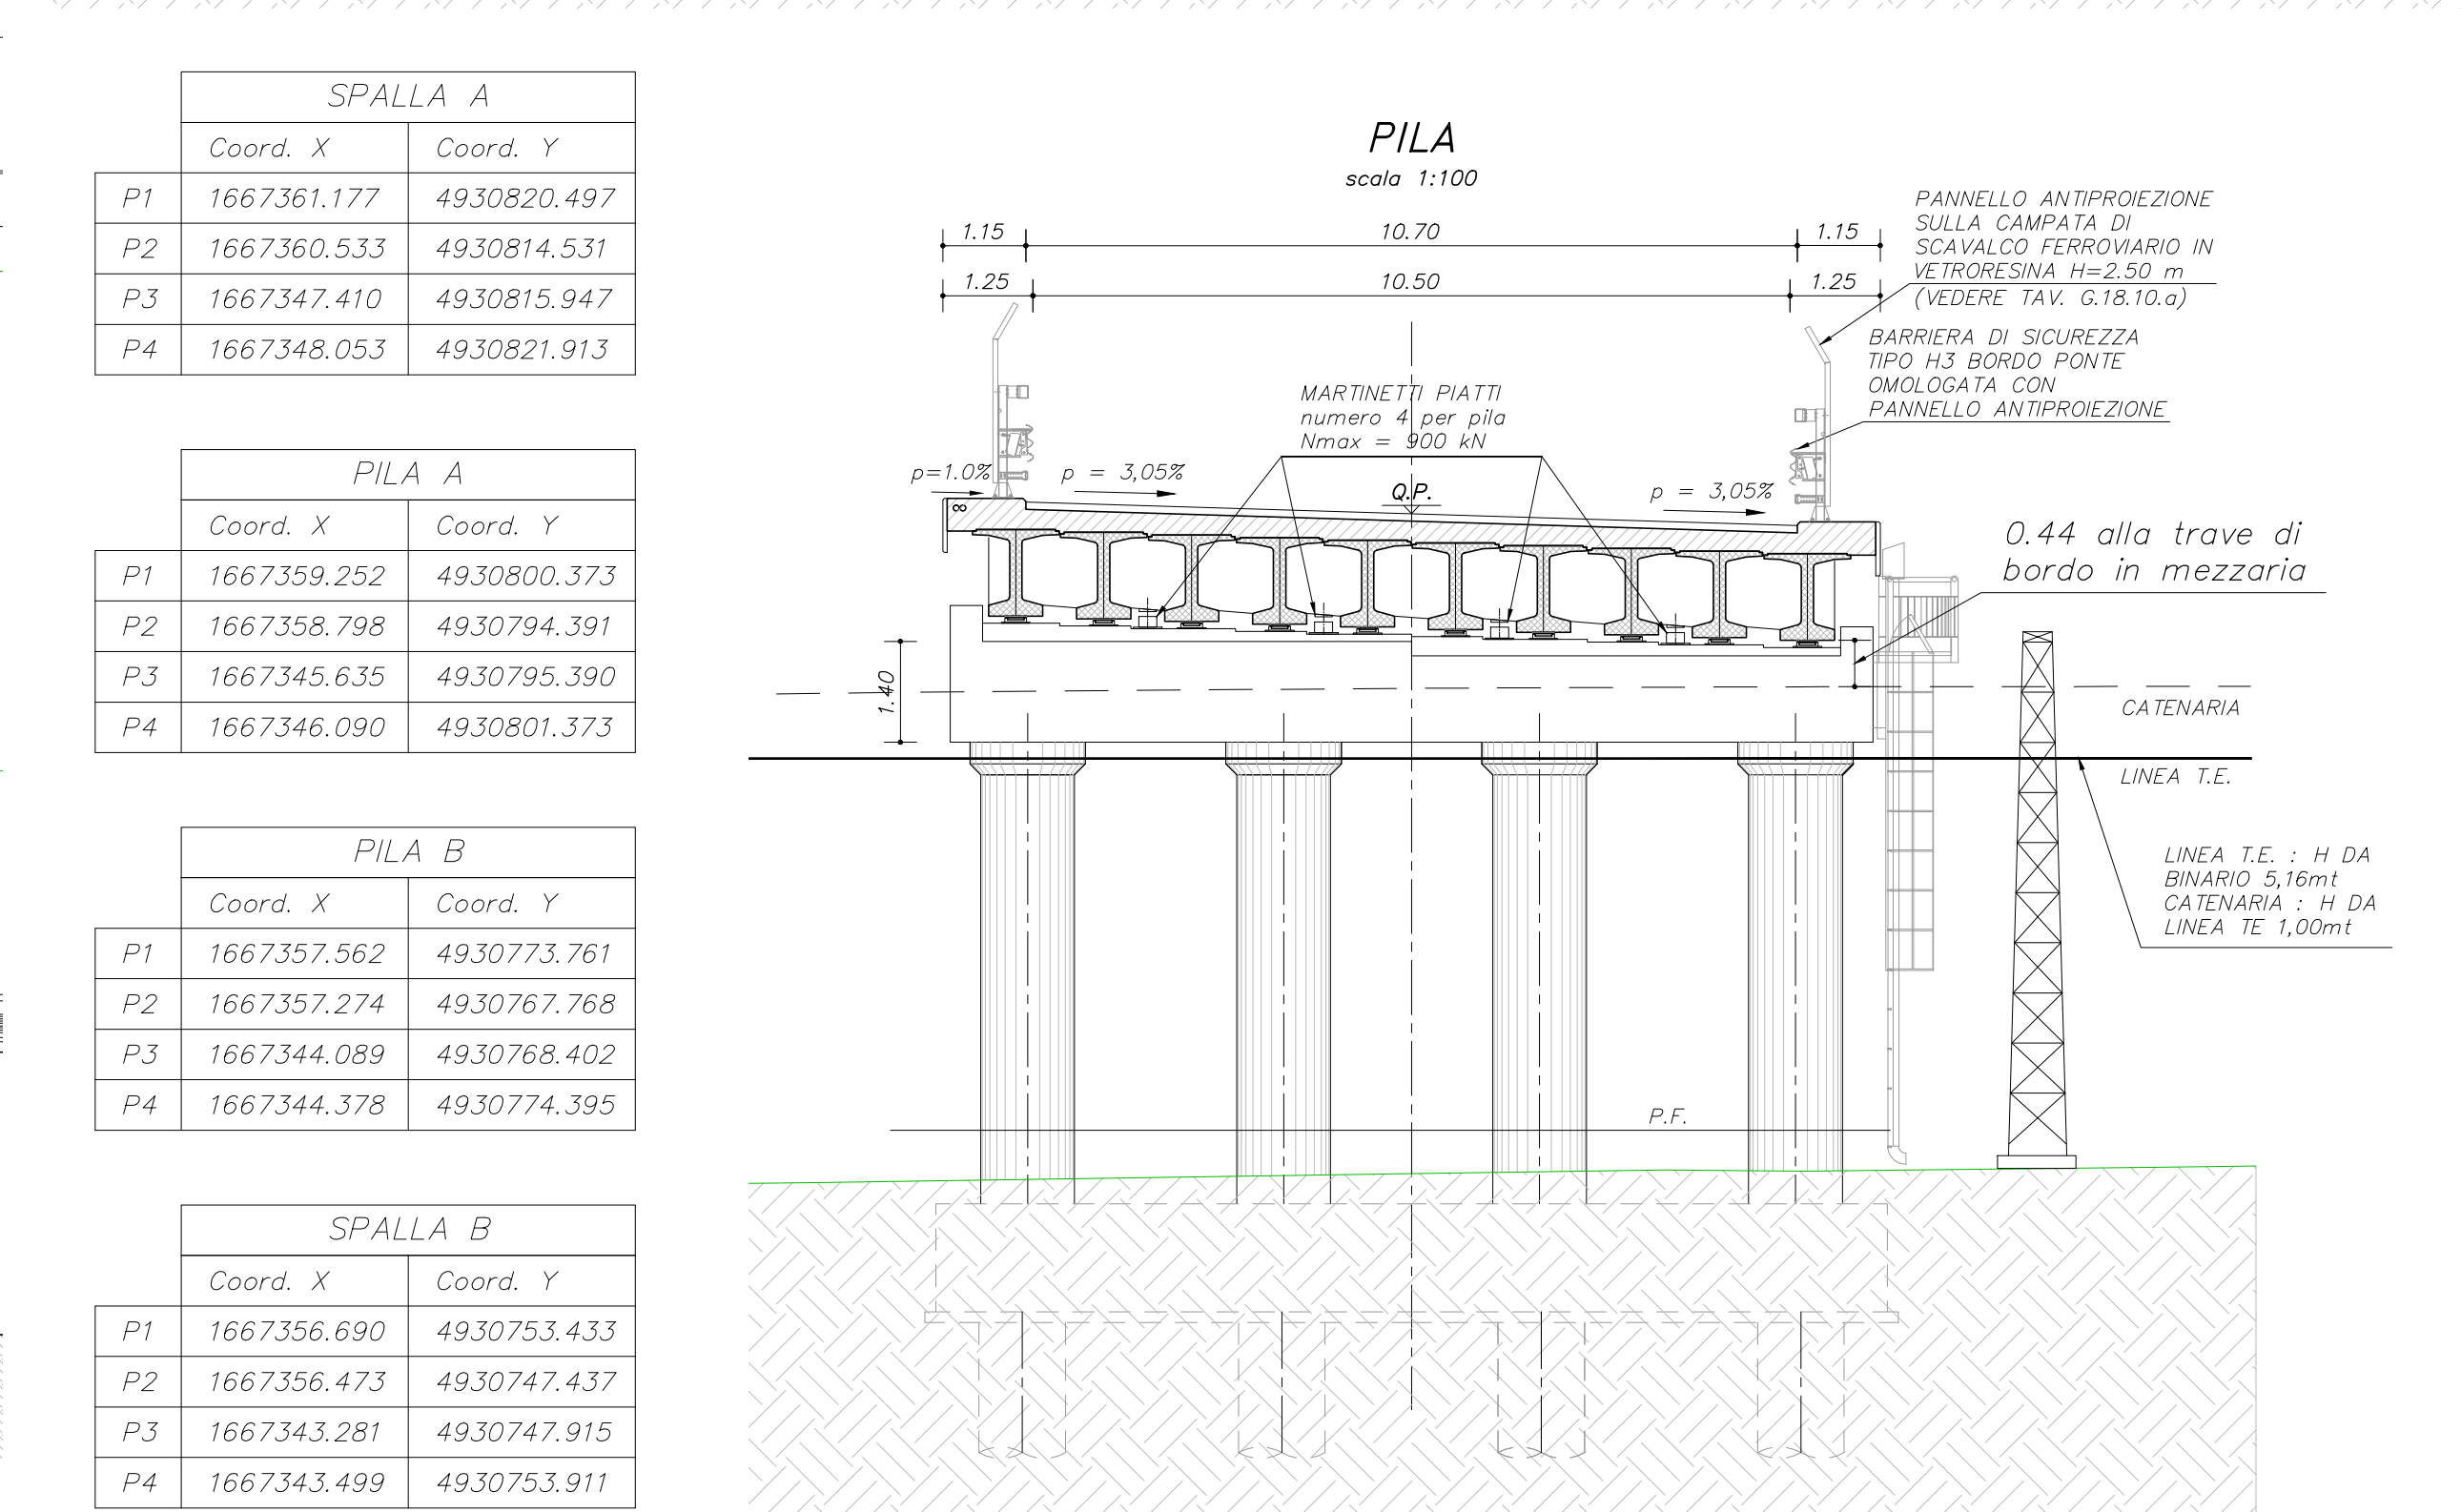 SPALLA A
Coord. X Coord. Y
P1 1667361.177 4930820.497
P2 1667360.533 4930814.531
P3 1667347.410 4930815.947
P4 1667348.053 4930821.913
PILA A
Coord. X Coord. Y
P1 1667359.252 4930800.373
P2 1667358.798 4930794.391
P3 1667345.635 4930795.390
P4 1667346.090 4930801.373
PILA B
Coord. X Coord. Y
P1 1667357.562 4930773.761
P2 1667357.274 4930767.768
P3 1667344.089 4930768.402
P4 1667344.378 4930774.395
SPALLA B
Coord. X Coord. Y
P1 1667356.690 4930753.433
P2 1667356.473 4930747.437
P3 1667343.281 4930747.915
P4 1667343.499 4930753.911
PILA
scala 1:100
1.15 10.70 1.15
1.25 10.50 1.25
PANNELLO ANTIPROIEZIONE
SULLA CAMPATA DI
SCAVALCO FERROVIARIO IN
VETRORESINA H=2.50 m
(VEDERE TAV. G.18.10.a)
BARRIERA DI SICUREZZA
TIPO H3 BORDO PONTE
OMOLOGATA CON
PANNELLO ANTIPROIEZIONE
MARTINETTI PIATTI
numero 4 per pila
Nmax = 900 kN
p=1.0% p = 3,05%
Q.P.
p = 3,05%
8
0.44 alla trave di
bordo in mezzaria
1.40
CATENARIA
LINEA T.E.
LINEA T.E. : H DA
BINARIO 5,16mt
CATENARIA : H DA
LINEA TE 1,00mt
P.F.